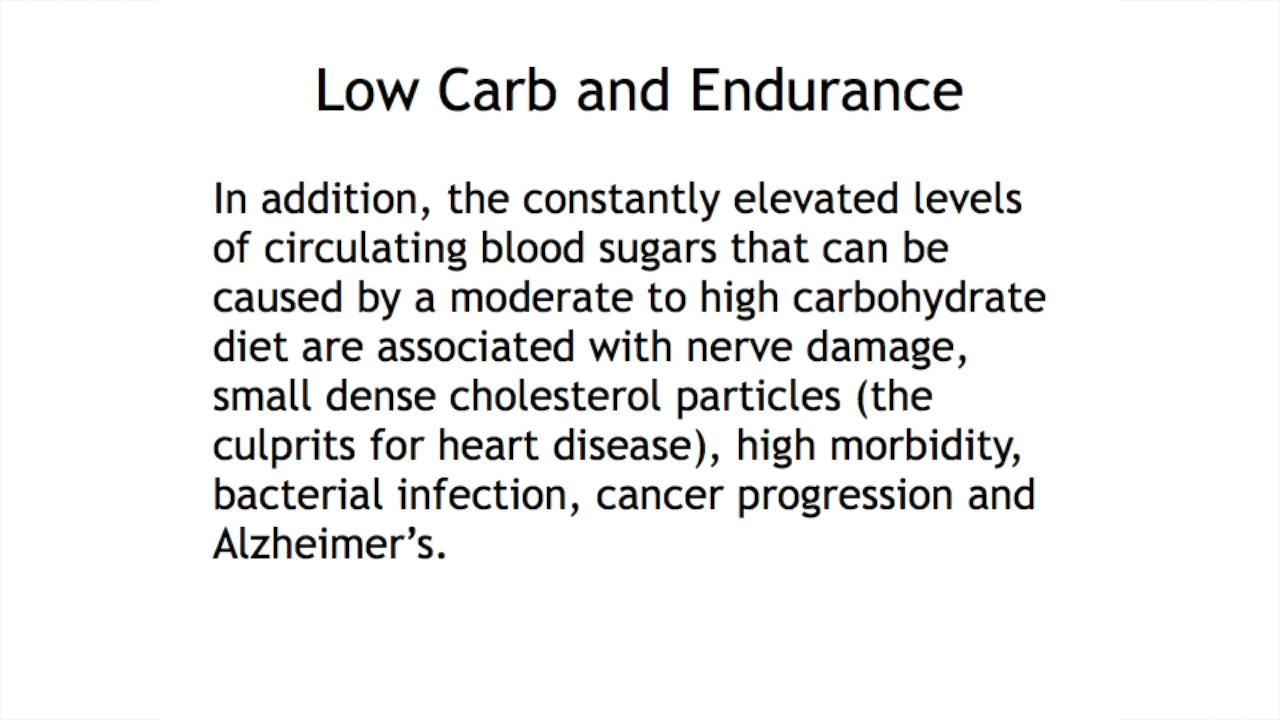 Low Carb and Endurance
In addition, the constantly elevated levels
of circulating blood sugars that can be
caused by a moderate to high carbohydrate
diet are associated with nerve damage,
small dense cholesterol particles (the
culprits for heart disease), high morbidity,
bacterial infection, cancer progression and
Alzheimer’s.